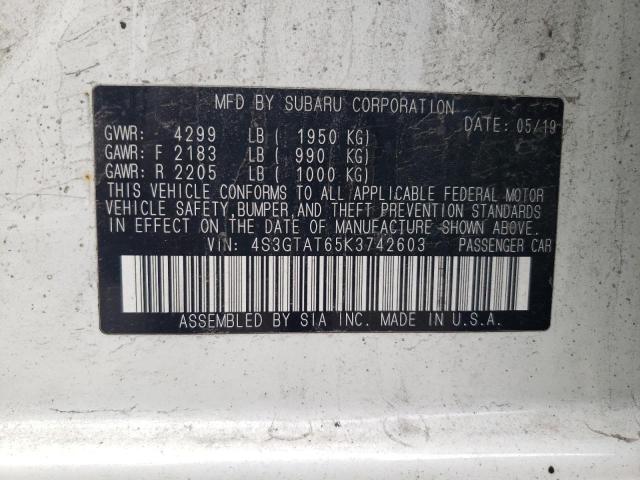 MFD BY SUBARU CORPORATION
DATE: 05/19
GVWR: 4299 LB ( 1950 KG)
GAWR: F 2183 LB ( 990 KG)
GAWR: R 2205 LB ( 1000 KG)
THIS VEHICLE CONFORMS TO ALL APPLICABLE FEDERAL MOTOR
VEHICLE SAFETY, BUMPER, AND THEFT PREVENTION STANDARDS
IN EFFECT ON THE DATE OF MANUFACTURE SHOWN ABOVE.
VIN: 4S3GTAT65K3742603 PASSENGER CAR
ASSEMBLED BY SIA INC. MADE IN U.S.A.